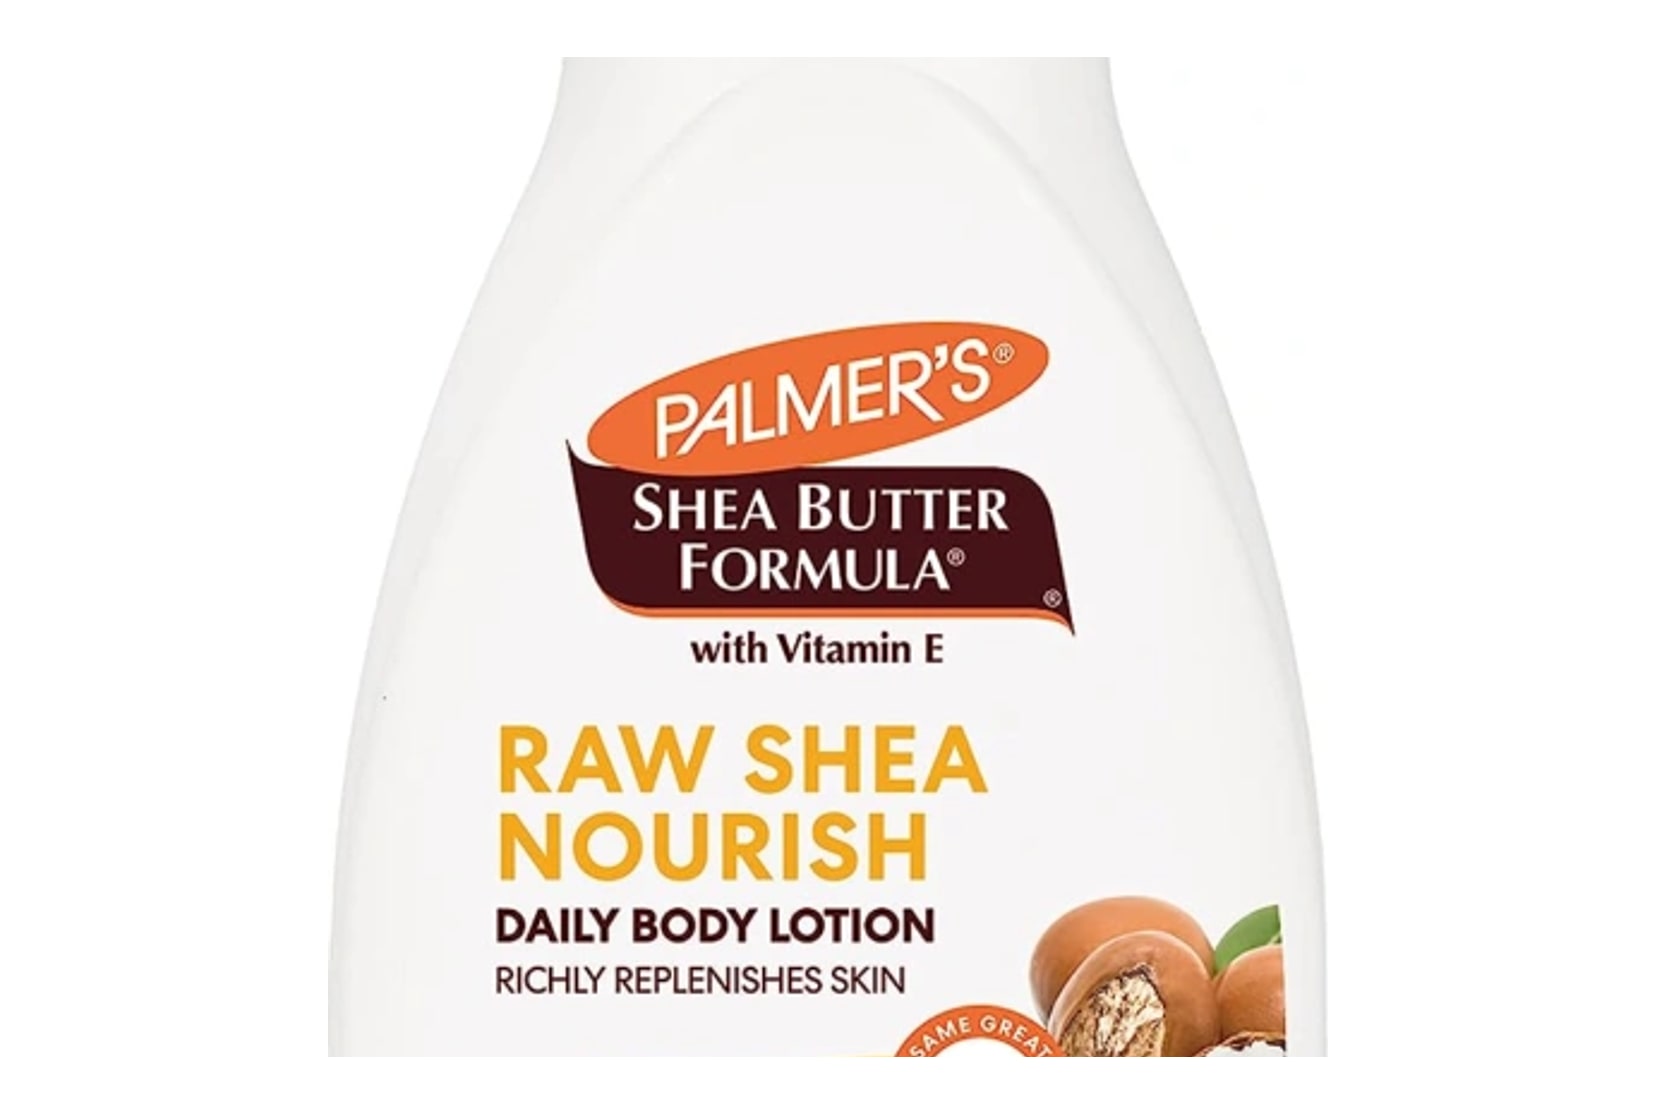 PALMER'S®
SHEA BUTTER
FORMULA®
®
with Vitamin E
RAW SHEA
NOURISH
DAILY BODY LOTION
RICHLY REPLENISHES SKIN
SAME GREAT